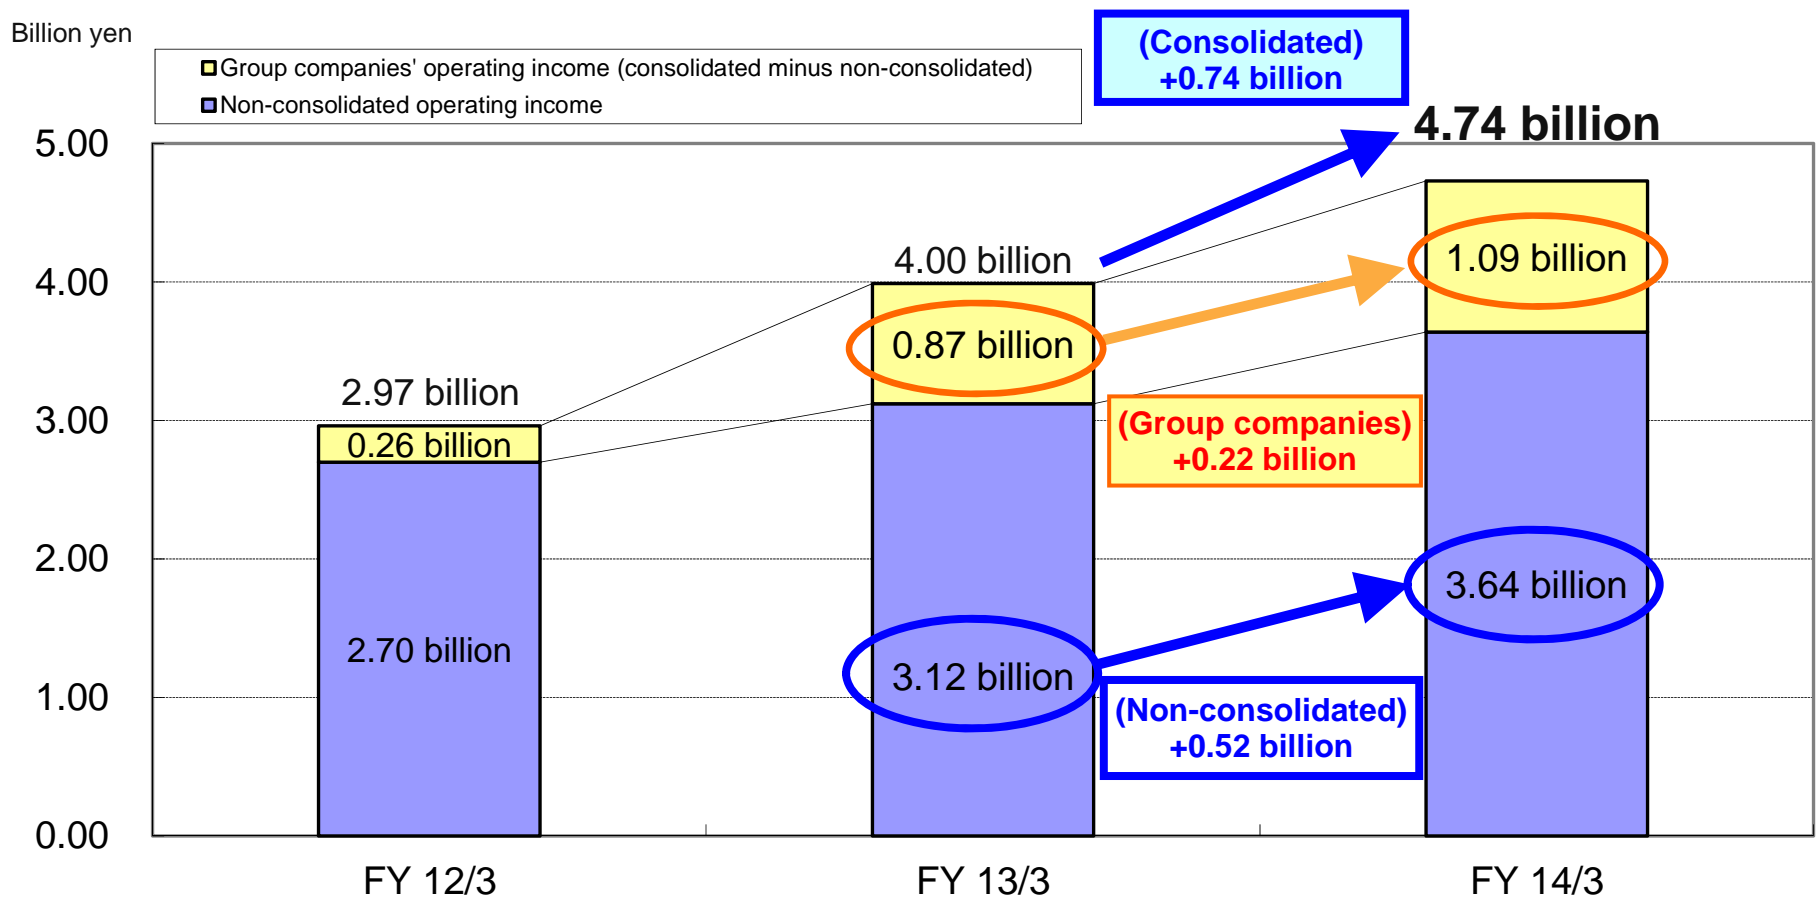 Billion yen
Group companies' operating income (consolidated minus non-consolidated)
Non-consolidated operating income
(Consolidated)
+0.74 billion
4.74 billion
5.00
4.00
3.00
2.00
1.00
0.00
4.00 billion
1.09 billion
0.87 billion
2.97 billion
0.26 billion
(Group companies)
+0.22 billion
3.64 billion
2.70 billion
3.12 billion
(Non-consolidated)
+0.52 billion
FY 12/3
FY 13/3
FY 14/3